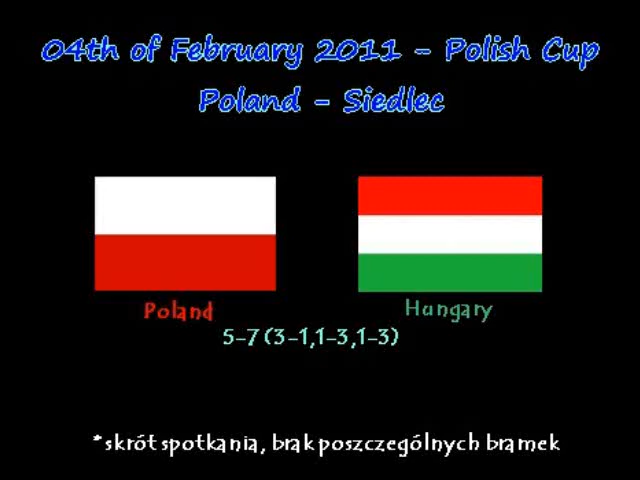 04th of February 2011 - Polish Cup
Poland - Siedlec
Poland
Hungary
5-7 (3-1,1-3,1-3)
*skrót spotkania, brak poszczególnych bramek